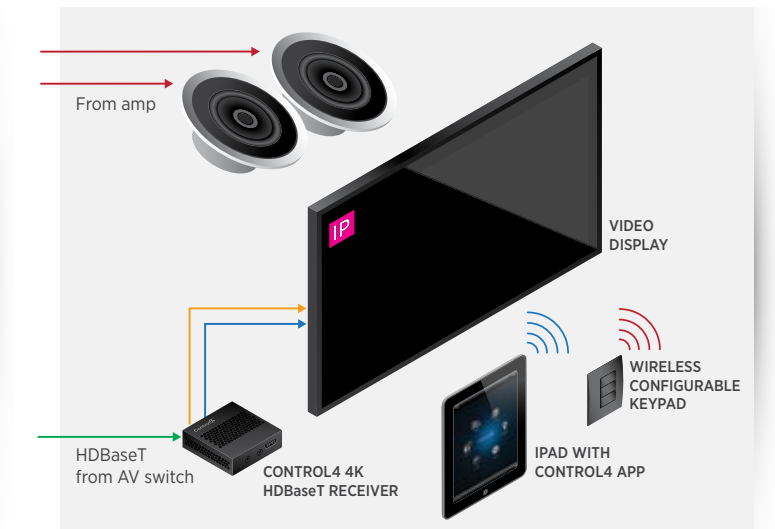 From amp
IP
VIDEO
DISPLAY
WIRELESS
CONFIGURABLE
KEYPAD
Control4
HDBaseT
from AV switch
CONTROL4 4K
HDBaseT RECEIVER
IPAD WITH
CONTROL4 APP